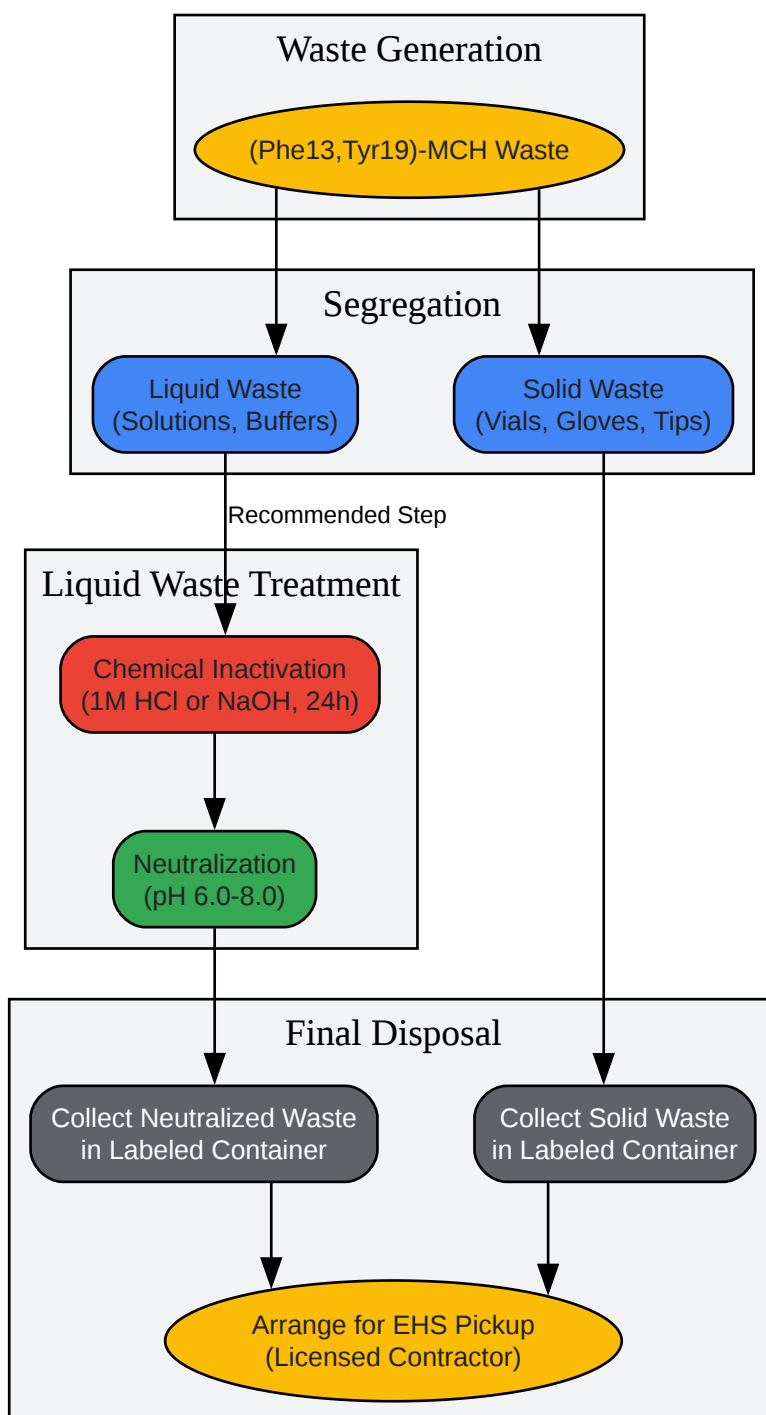 Waste Generation
(Phe13,Tyr19)-MCH Waste
Segregation
Liquid Waste
(Solutions, Buffers)
Solid Waste
(Vials, Gloves, Tips)
Recommended Step
Liquid Waste Treatment
Chemical Inactivation
(1M HCl or NaOH, 24h)
Neutralization
(pH 6.0-8.0)
Final Disposal
Collect Neutralized Waste
in Labeled Container
Collect Solid Waste
in Labeled Container
Arrange for EHS Pickup
(Licensed Contractor)